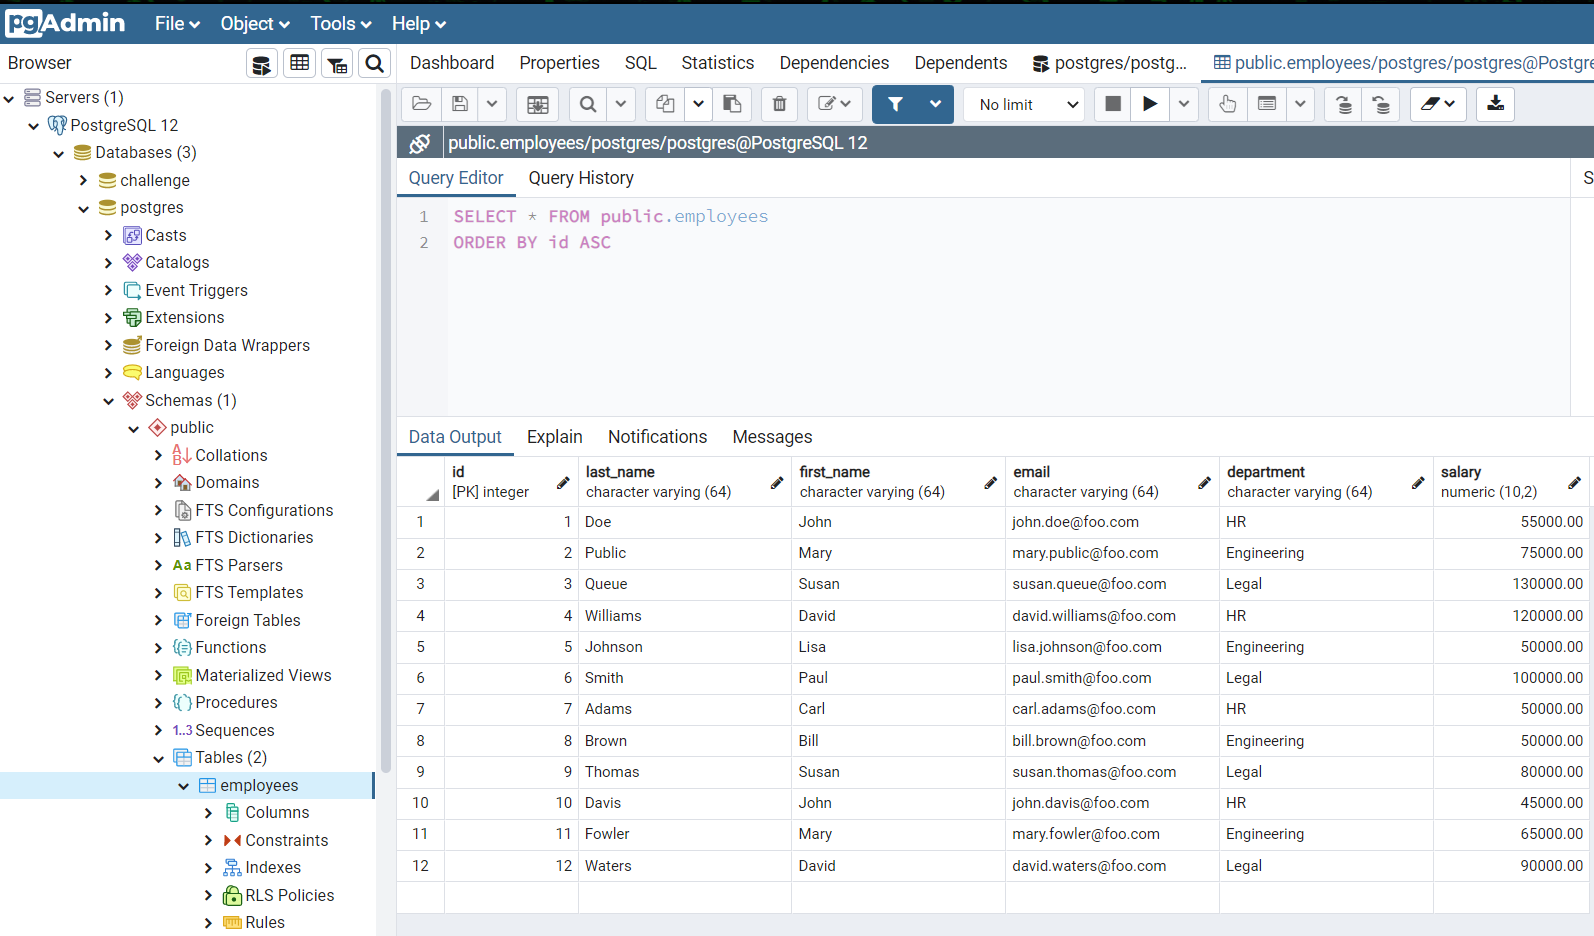 pgAdmin File Object Tools Help
Browser
Dashboard Properties SQL Statistics Dependencies Dependents postgres/postg... public.employees/postgres/postgres@Postgre
No limit
public.employees/postgres/postgres@PostgreSQL 12
Query Editor Query History
S
1 SELECT * FROM public.employees
2 ORDER BY id ASC
Servers (1)
PostgreSQL 12
Databases (3)
challenge
postgres
Casts
Catalogs
Event Triggers
Extensions
Foreign Data Wrappers
Languages
Schemas (1)
public
Collations
Domains
FTS Configurations
FTS Dictionaries
Aa FTS Parsers
FTS Templates
Foreign Tables
Functions
Materialized Views
Procedures
1..3 Sequences
Tables (2)
employees
Columns
Constraints
Indexes
RLS Policies
Rules
Data Output Explain Notifications Messages
id last_name first_name email department salary
[PK] integer character varying (64) character varying (64) character varying (64) character varying (64) numeric (10,2)
1 1 Doe John john.doe@foo.com HR 55000.00
2 2 Public Mary mary.public@foo.com Engineering 75000.00
3 3 Queue Susan susan.queue@foo.com Legal 130000.00
4 4 Williams David david.williams@foo.com HR 120000.00
5 5 Johnson Lisa lisa.johnson@foo.com Engineering 50000.00
6 6 Smith Paul paul.smith@foo.com Legal 100000.00
7 7 Adams Carl carl.adams@foo.com HR 50000.00
8 8 Brown Bill bill.brown@foo.com Engineering 50000.00
9 9 Thomas Susan susan.thomas@foo.com Legal 80000.00
10 10 Davis John john.davis@foo.com HR 45000.00
11 11 Fowler Mary mary.fowler@foo.com Engineering 65000.00
12 12 Waters David david.waters@foo.com Legal 90000.00